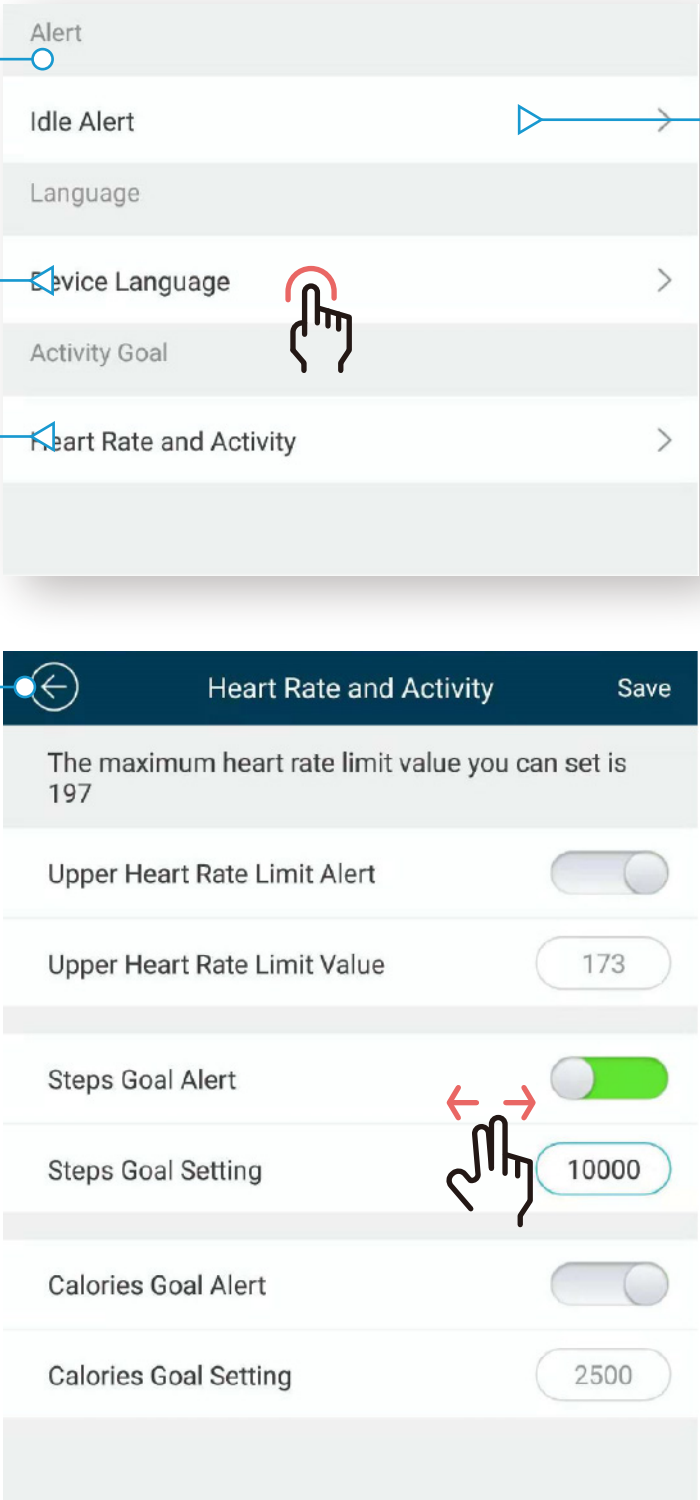 Alert
Idle Alert
Language
Device Language
Activity Goal
Heart Rate and Activity
Heart Rate and Activity
Save
The maximum heart rate limit value you can set is
197
Upper Heart Rate Limit Alert
Upper Heart Rate Limit Value
173
Steps Goal Alert
Steps Goal Setting
10000
Calories Goal Alert
Calories Goal Setting
2500